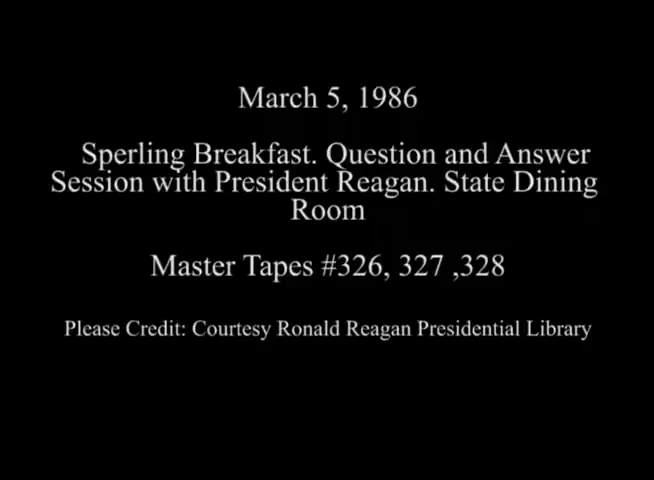 March 5, 1986
Sperling Breakfast. Question and Answer
Session with President Reagan. State Dining
Room
Master Tapes #326, 327 ,328
Please Credit: Courtesy Ronald Reagan Presidential Library